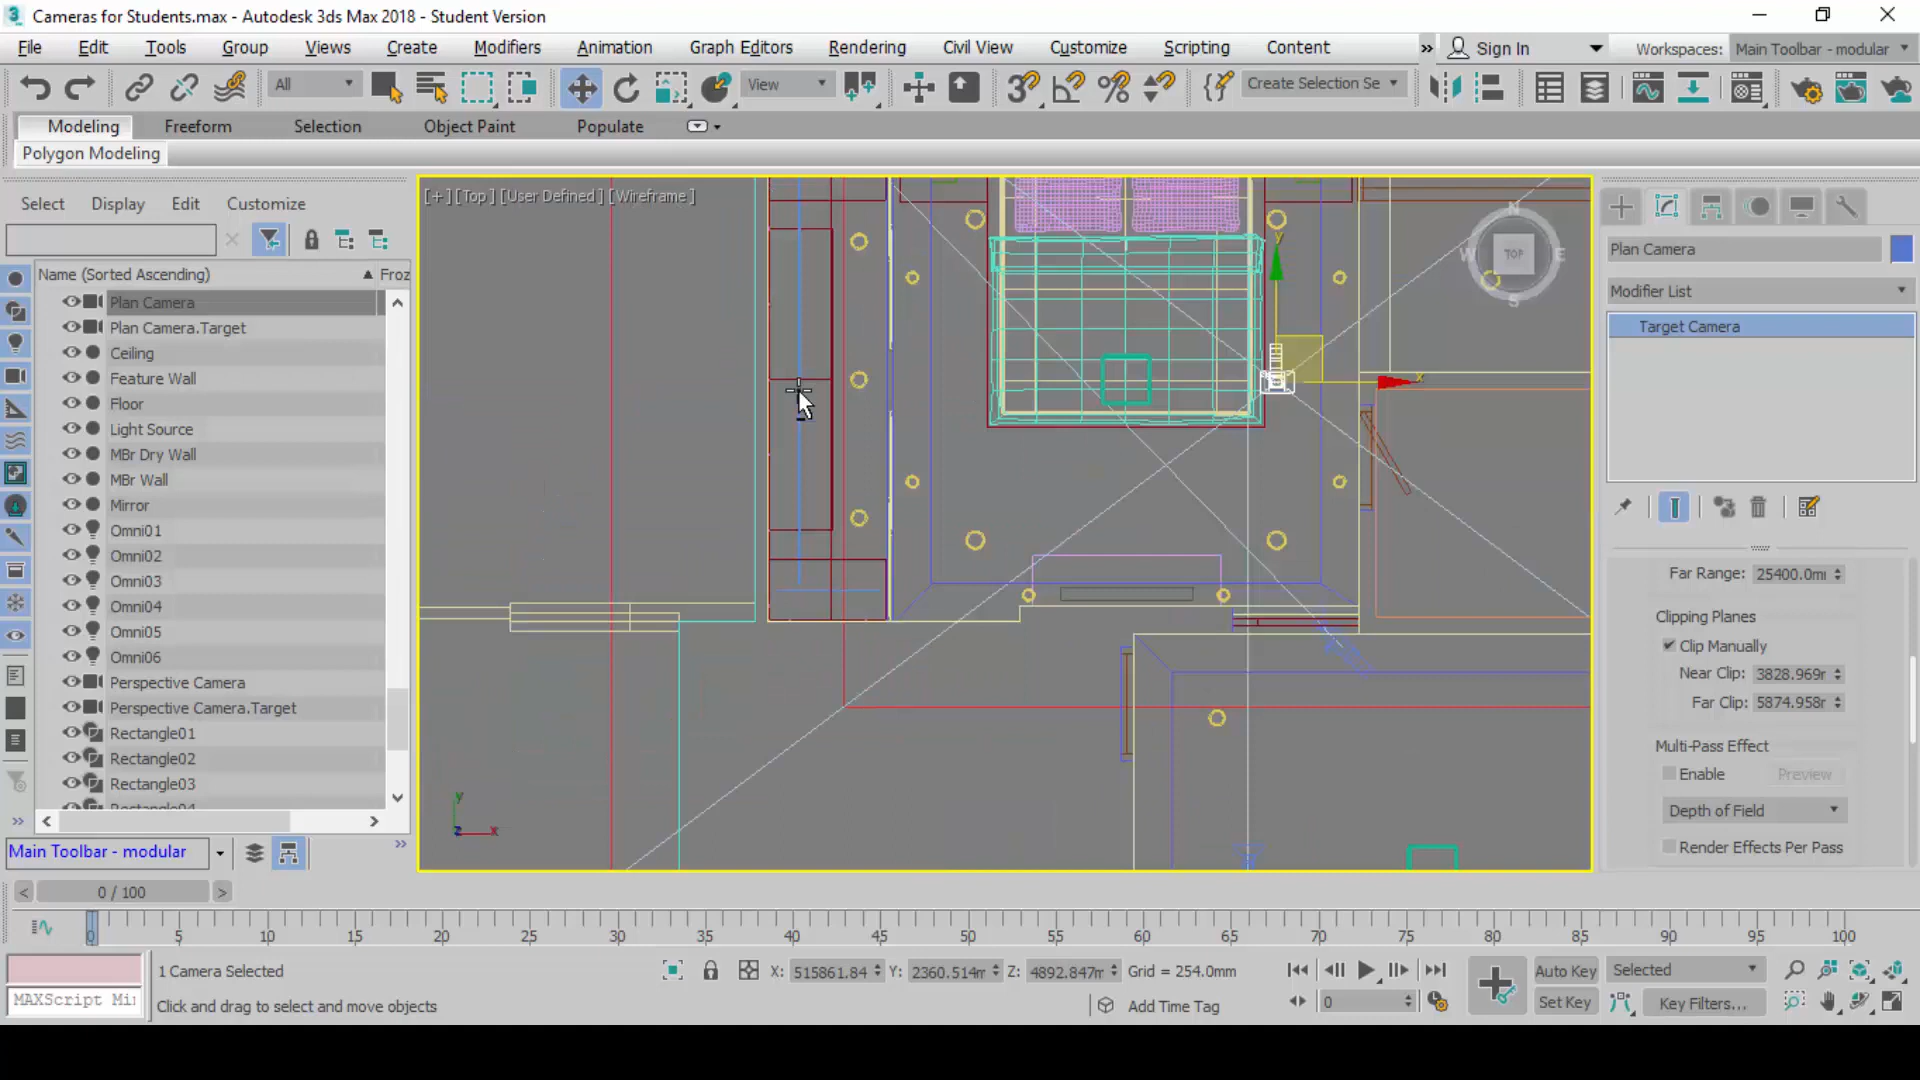 Cameras for Students.max - Autodesk 3ds Max 2018 - Student Version
File Edit Tools Group Views Create Modifiers Animation Graph Editors Rendering Civil View Customize Scripting Content » Sign In Workspaces: Main Toolbar - modular
All View Create Selection Se
Modeling Freeform Selection Object Paint Populate
Polygon Modeling
Select Display Edit Customize
Name (Sorted Ascending) Froz
Plan Camera
Plan Camera.Target
Ceiling
Feature Wall
Floor
Light Source
MBr Dry Wall
MBr Wall
Mirror
Omni01
Omni02
Omni03
Omni04
Omni05
Omni06
Perspective Camera
Perspective Camera.Target
Rectangle01
Rectangle02
Rectangle03
Rectangle04
Main Toolbar - modular
[+] [Top] [User Defined] [Wireframe]
N
W TOP E
S
y
x
y
z x
Plan Camera
Modifier List
Target Camera
Far Range: 25400.0m
Clipping Planes
Clip Manually
Near Clip: 3828.969r
Far Clip: 5874.958r
Multi-Pass Effect
Enable Preview
Depth of Field
Render Effects Per Pass
< 0 / 100 >
0 5 10 15 20 25 30 35 40 45 50 55 60 65 70 75 80 85 90 95 100
1 Camera Selected X: 515861.84 Y: 2360.514m Z: 4892.847m Grid = 254.0mm Auto Key Selected
MAXScript Mi Click and drag to select and move objects Add Time Tag 0 Set Key Key Filters...